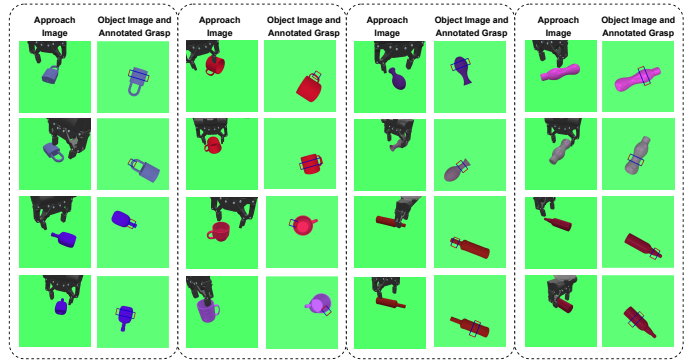 Approach
Image
Object Image and
Annotated Grasp
Approach
Image
Object Image and
Annotated Grasp
Approach
Image
Object Image and
Annotated Grasp
Approach
Image
Object Image and
Annotated Grasp